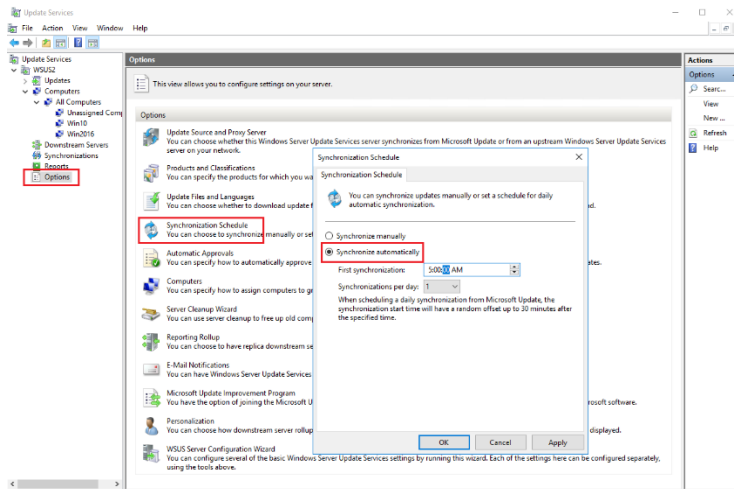 Update Services
File Action View Window Help
Update Services
WSUS2
Updates
Computers
All Computers
Unassigned Comp
Win10
Win2016
Downstream Servers
Synchronizations
Reports
Options
Options
This view allows you to configure settings on your server.
Options
Update Source and Proxy Server
You can choose whether this Windows Server Update Services server synchronizes from Microsoft Update or from an upstream Windows Server Update Services
server on your network.
Products and Classifications
You can specify the products for which you wa
Update Files and Languages
You can choose whether to download update f
d.
Synchronization Schedule
You can choose to synchronize manually or set
Automatic Approvals
You can specify how to automatically approve
ates.
Computers
You can specify how to assign computers to gr
Server Cleanup Wizard
You can use server cleanup to free up old comp
Reporting Rollup
You can choose to have replica downstream se
E-Mail Notifications
You can have Windows Server Update Services
Microsoft Update Improvement Program
You have the option of joining the Microsoft U
rosoft software.
Personalization
You can choose how downstream server rollup
displayed.
WSUS Server Configuration Wizard
You can configure several of the basic Windows Server Update Services settings by running this wizard. Each of the settings here can be configured separately,
using the tools above.
Synchronization Schedule
Synchronization Schedule
You can synchronize updates manually or set a schedule for daily
automatic synchronization.
Synchronize manually
Synchronize automatically
First synchronization: 5:00:00 AM
Synchronizations per day: 1
When scheduling a daily synchronization from Microsoft Update, the
synchronization start time will have a random offset up to 30 minutes after
the specified time.
OK Cancel Apply
Actions
Options
Searc...
View
New ...
Refresh
Help